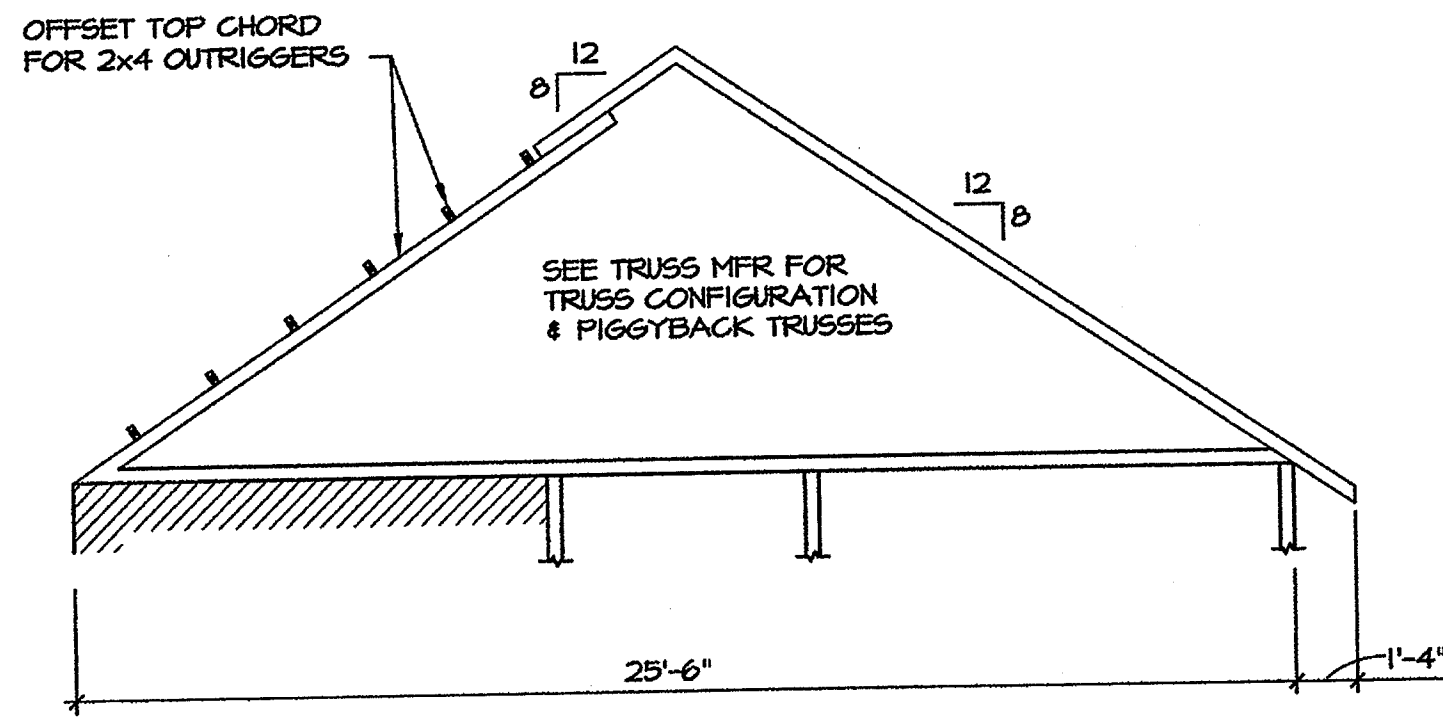 OFFSET TOP CHORD
FOR 2x4 OUTRIGGERS
12
8
12
8
SEE TRUSS MFR FOR
TRUSS CONFIGURATION
& PIGGYBACK TRUSSES
25'-6"
1'-4"